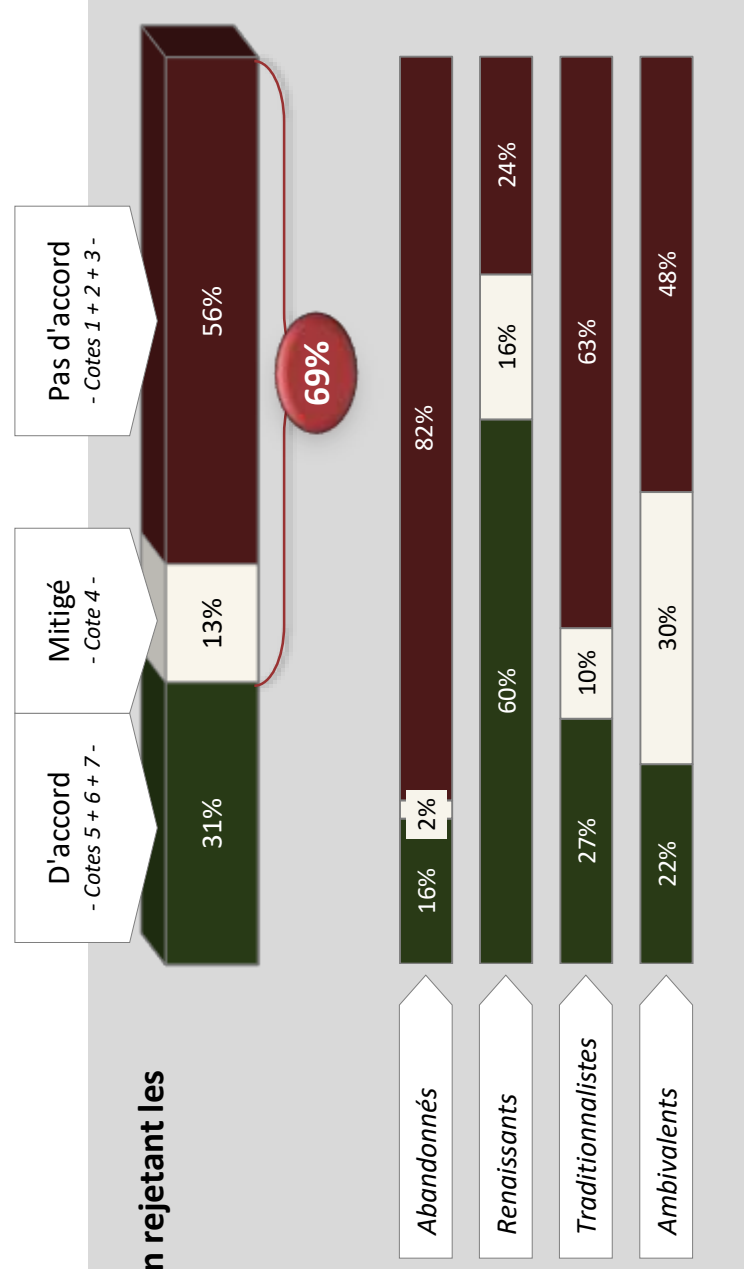 D'accord
- Cotes 5 + 6 + 7 -
Mitigé
- Cote 4 -
Pas d'accord
- Cotes 1 + 2 + 3 -
n rejetant les
31%
13%
56%
69%
Abandonnés
16%
2%
82%
Renaissants
60%
16%
24%
Traditionnalistes
27%
10%
63%
Ambivalents
22%
30%
48%